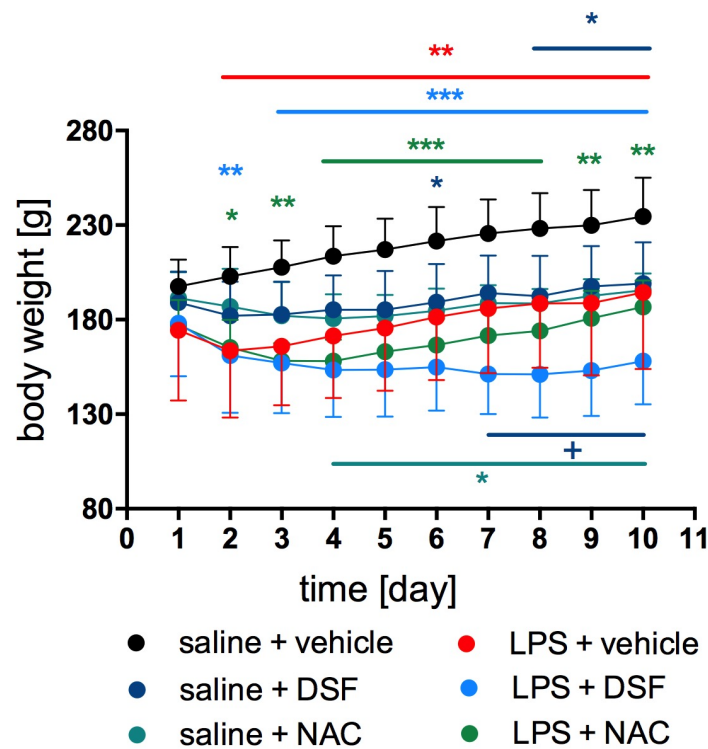 *
**
***
280
***
**
**
**
*
*
**
230
body weight [g]
180
130
+
*
80
0 1 2 3 4 5 6 7 8 9 10 11
time [day]
saline + vehicle LPS + vehicle
saline + DSF LPS + DSF
saline + NAC LPS + NAC